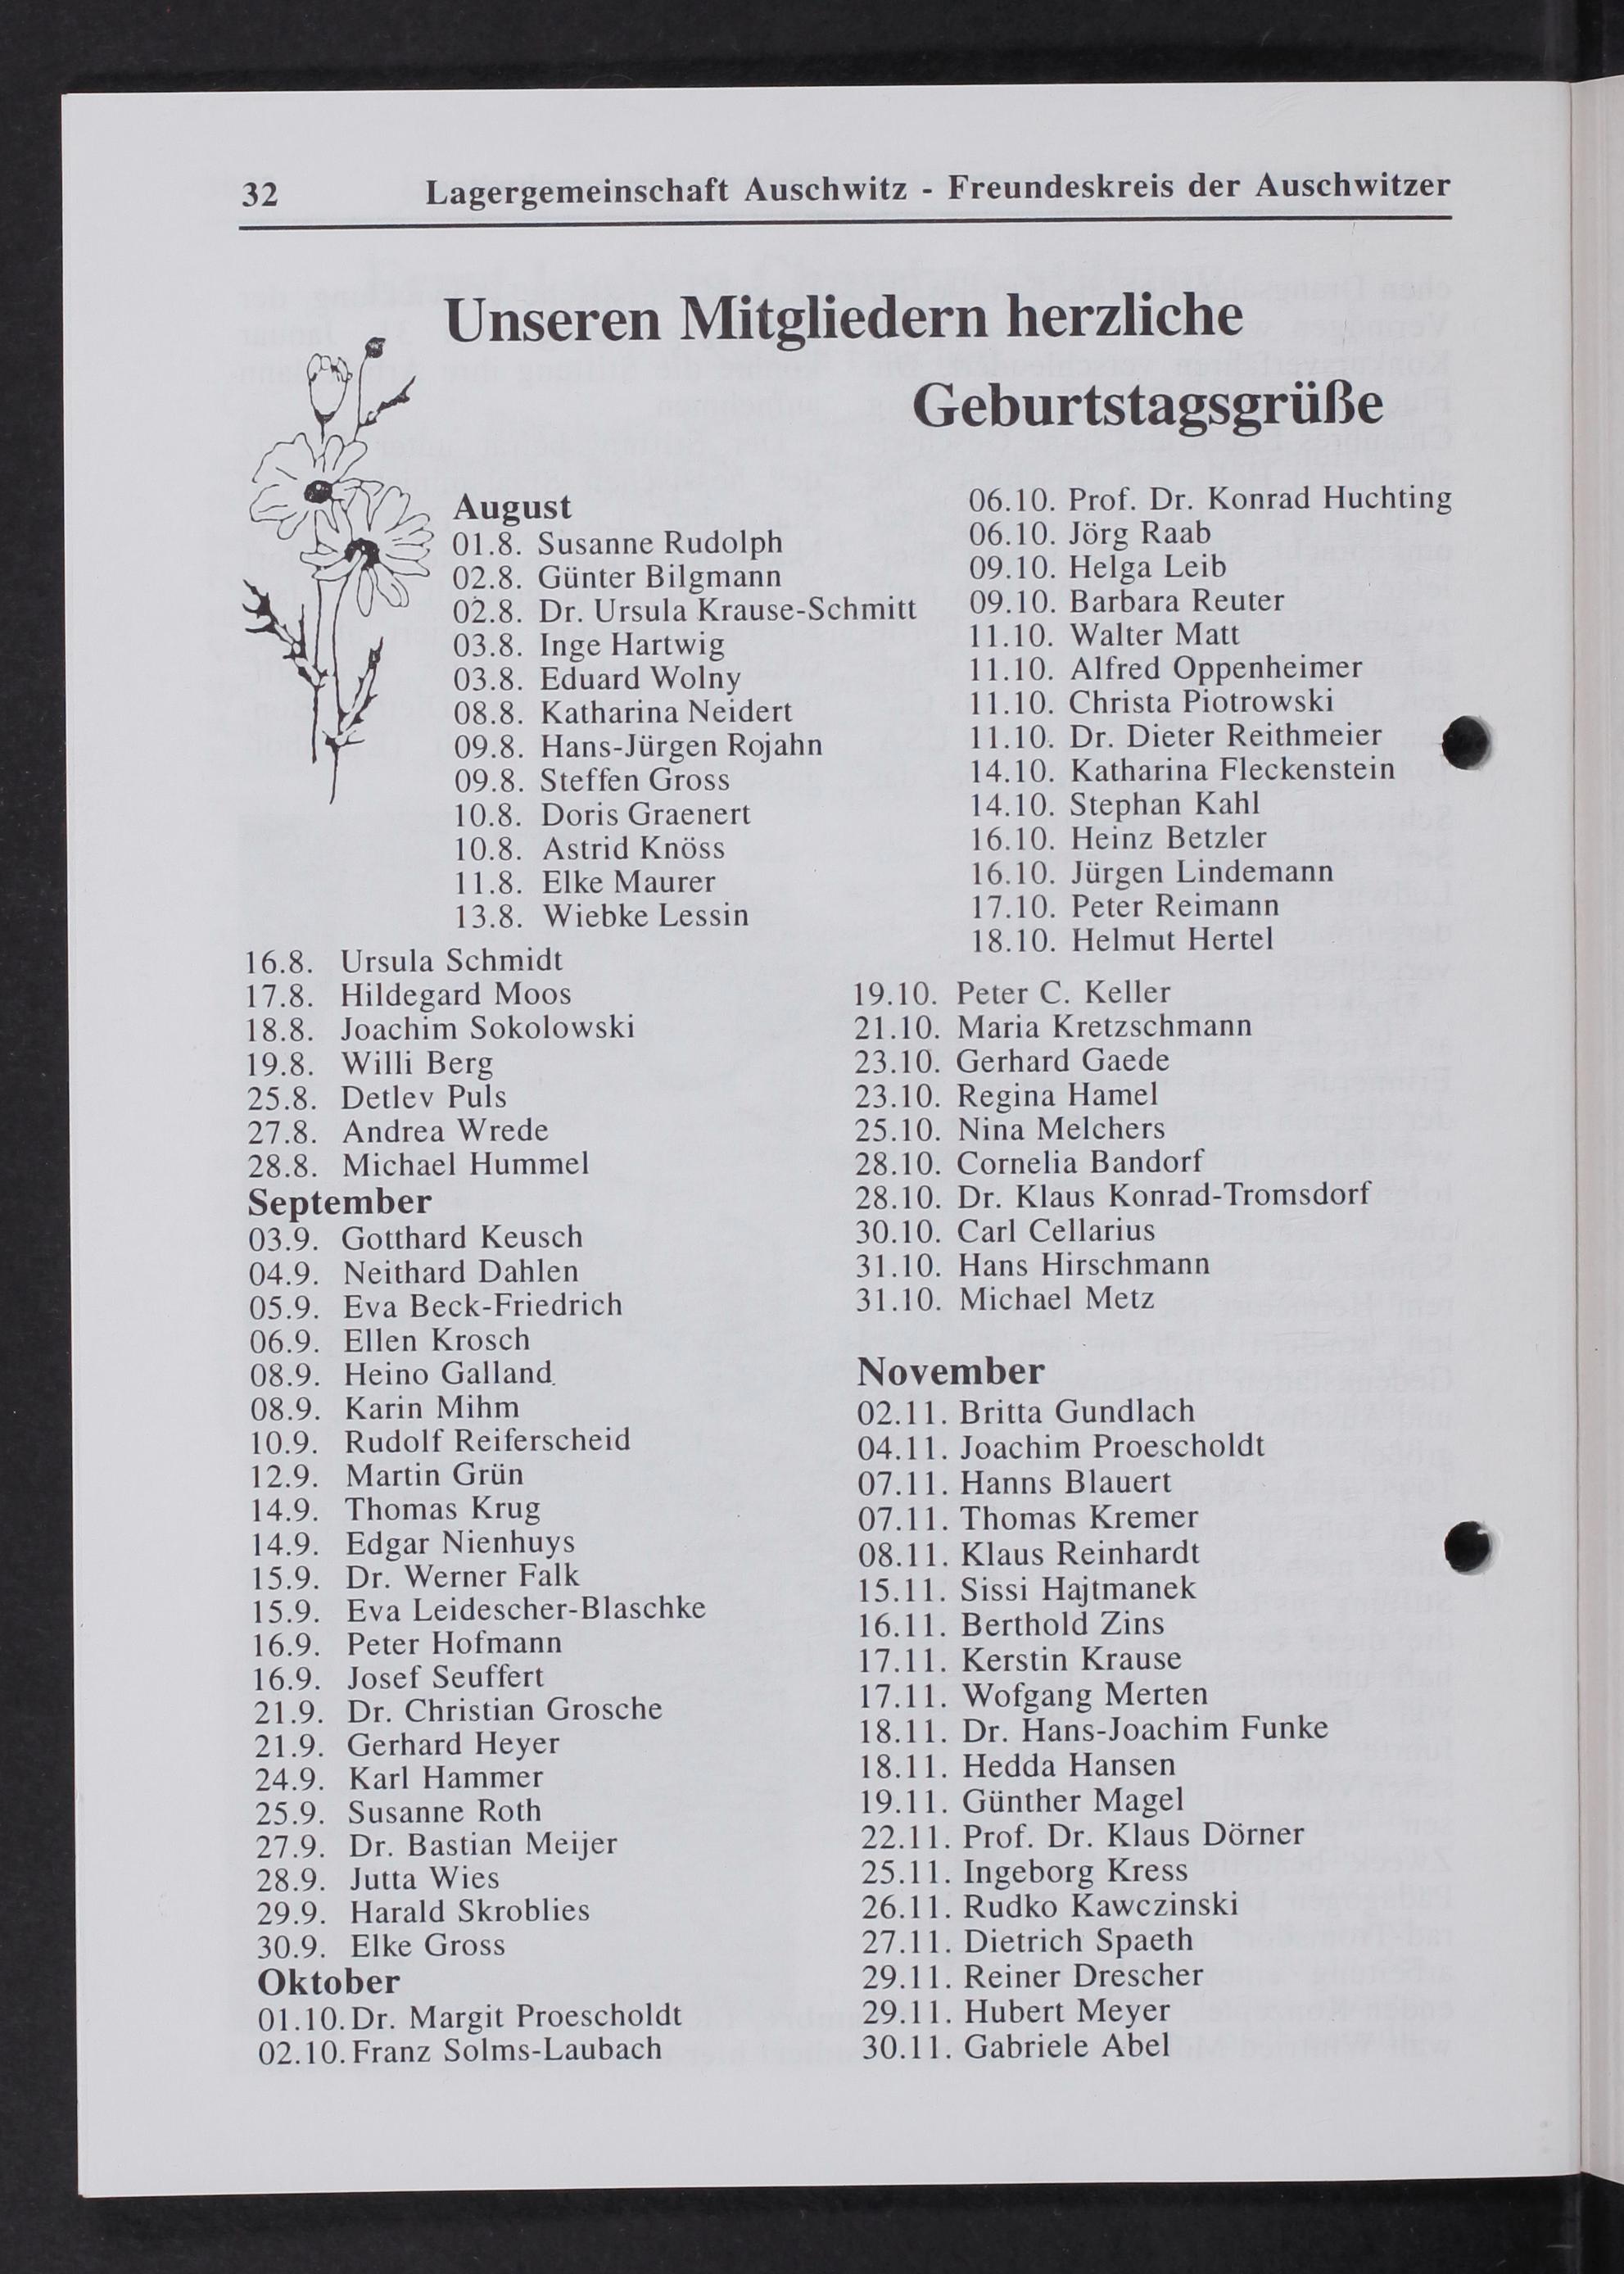 32 Lagergemeinschaft Auschwitz - Freundeskreis der Auschwitzer
Unseren Mitgliedern herzliche
Geburtstagsgrüße
August
01.8. Susanne Rudolph
02.8. Günter Bilgmann
02.8. Dr. Ursula Krause-Schmitt
03.8. Inge Hartwig
03.8. Eduard Wolny
08.8. Katharina Neidert
09.8. Hans-Jürgen Rojahn
09.8. Steffen Gross
10.8. Doris Graenert
10.8. Astrid Knöss
11.8. Elke Maurer
13.8. Wiebke Lessin
16.8. Ursula Schmidt
17.8. Hildegard Moos
18.8. Joachim Sokolowski
19.8. Willi Berg
25.8. Detlev Puls
27.8. Andrea Wrede
28.8. Michael Hummel
September
03.9. Gotthard Keusch
04.9. Neithard Dahlen
05.9. Eva Beck-Friedrich
06.9. Ellen Krosch
08.9. Heino Galland
08.9. Karin Mihm
10.9. Rudolf Reiferscheid
12.9. Martin Grün
14.9. Thomas Krug
14.9. Edgar Nienhuys
15.9. Dr. Werner Falk
15.9. Eva Leidescher-Blaschke
16.9. Peter Hofmann
16.9. Josef Seuffert
21.9. Dr. Christian Grosche
21.9. Gerhard Heyer
24.9. Karl Hammer
25.9. Susanne Roth
27.9. Dr. Bastian Meijer
28.9. Jutta Wies
29.9. Harald Skroblies
30.9. Elke Gross
Oktober
01.10. Dr. Margit Proescholdt
02.10. Franz Solms-Laubach
06.10. Prof. Dr. Konrad Huchting
06.10. Jörg Raab
09.10. Helga Leib
09.10. Barbara Reuter
11.10. Walter Matt
11.10. Alfred Oppenheimer
11.10. Christa Piotrowski
11.10. Dr. Dieter Reithmeier
14.10. Katharina Fleckenstein
14.10. Stephan Kahl
16.10. Heinz Betzler
16.10. Jürgen Lindemann
17.10. Peter Reimann
18.10. Helmut Hertel
19.10. Peter C. Keller
21.10. Maria Kretzschmann
23.10. Gerhard Gaede
23.10. Regina Hamel
25.10. Nina Melchers
28.10. Cornelia Bandorf
28.10. Dr. Klaus Konrad-Tromsdorf
30.10. Carl Cellarius
31.10. Hans Hirschmann
31.10. Michael Metz
November
02.11. Britta Gundlach
04.11. Joachim Proescholdt
07.11. Hanns Blauert
07.11. Thomas Kremer
08.11. Klaus Reinhardt
15.11. Sissi Hajtmanek
16.11. Berthold Zins
17.11. Kerstin Krause
17.11. Wofgang Merten
18.11. Dr. Hans-Joachim Funke
18.11. Hedda Hansen
19.11. Günther Magel
22.11. Prof. Dr. Klaus Dörner
25.11. Ingeborg Kress
26.11. Rudko Kawczinski
27.11. Dietrich Spaeth
29.11. Reiner Drescher
29.11. Hubert Meyer
30.11. Gabriele Abel